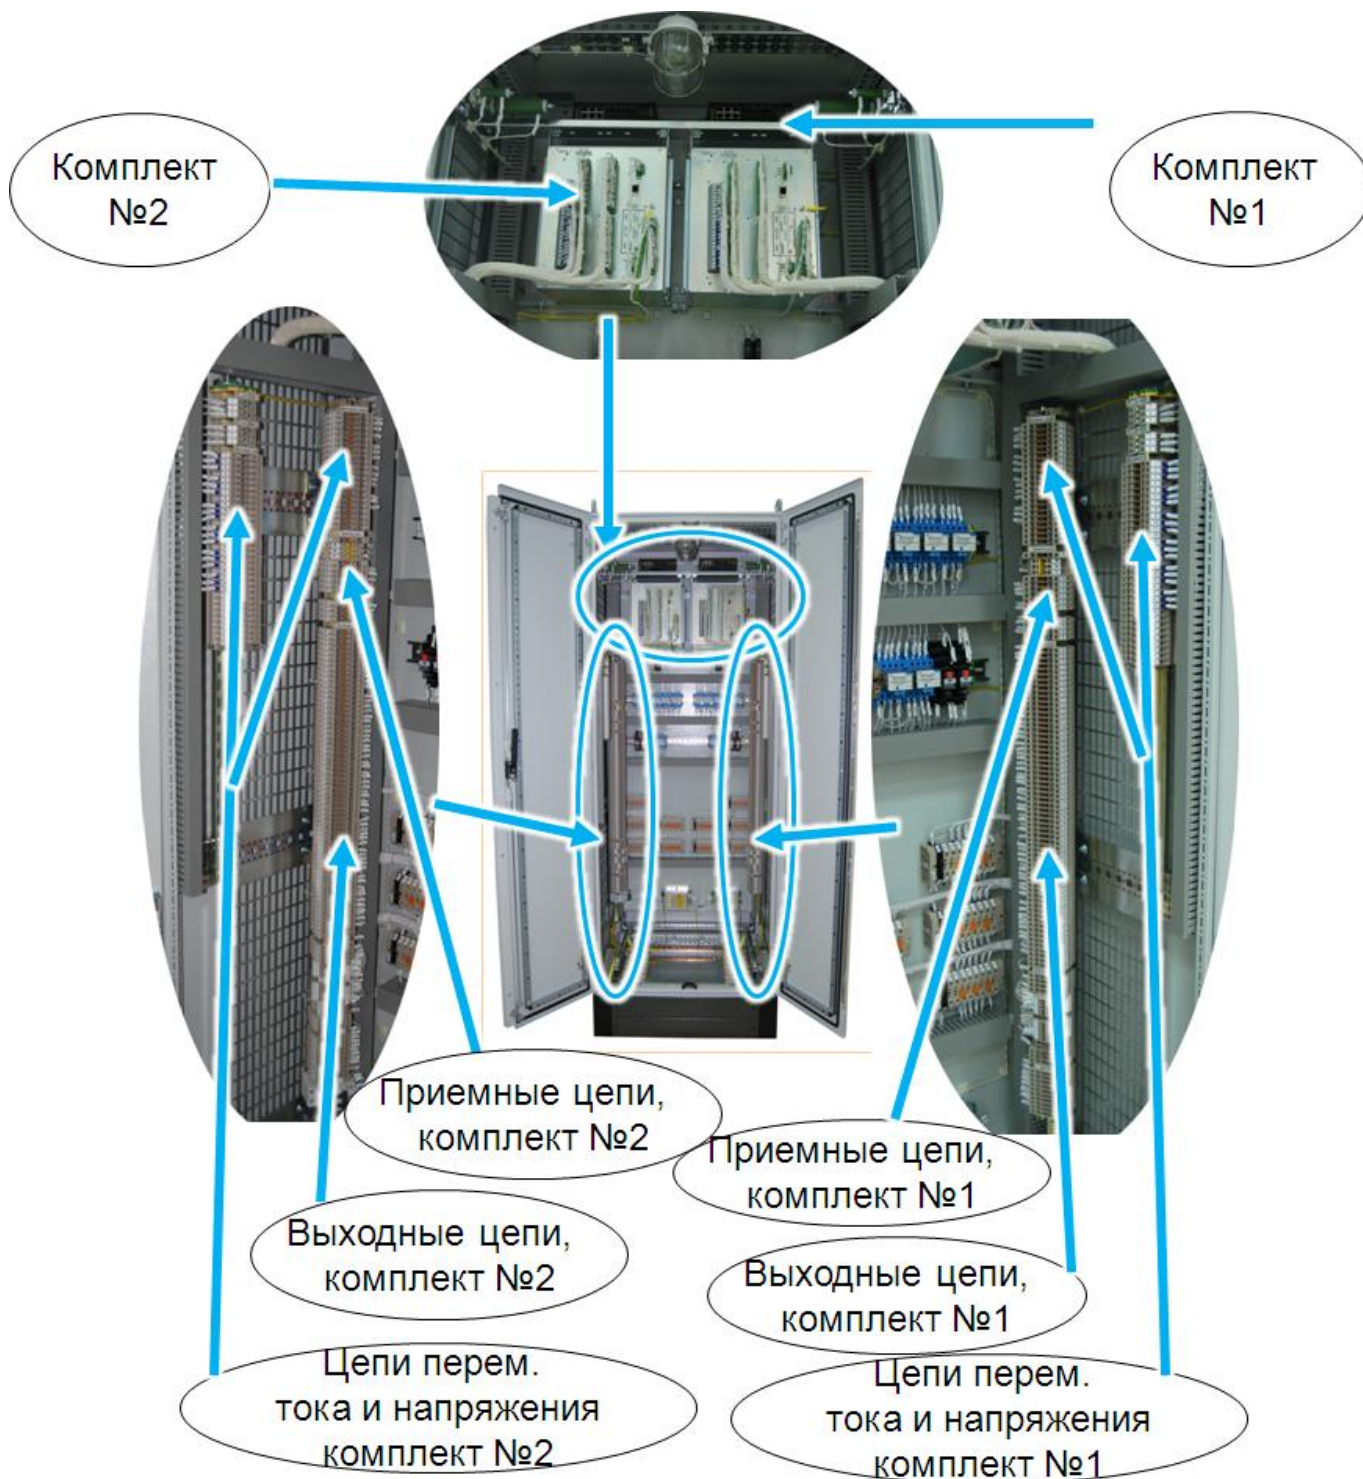 Комплект
№2
Комплект
№1
Приемные цепи,
комплект №2
Приемные цепи,
комплект №1
Выходные цепи,
комплект №2
Выходные цепи,
комплект №1
Цепи перем.
тока и напряжения
комплект №2
Цепи перем.
тока и напряжения
комплект №1